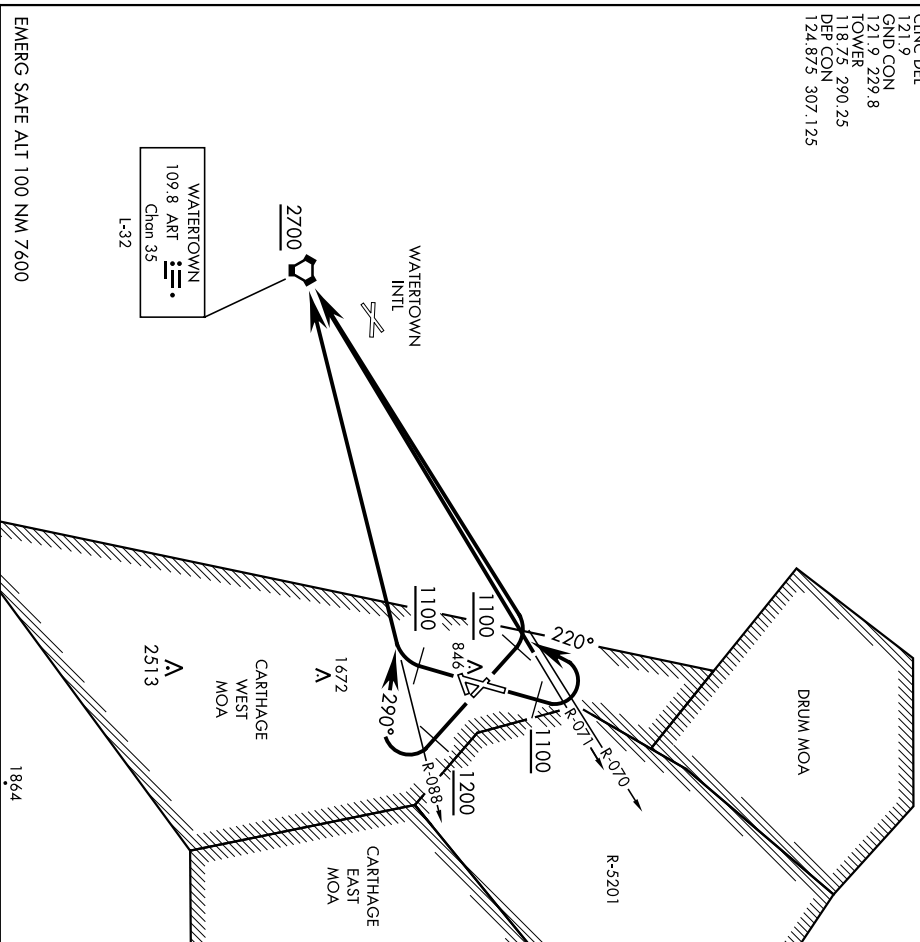 CLNC DEL
121.9
GND CON
121.9 229.8
TOWER
118.75 290.25
DEP CON
124.875 307.125
DRUM MOA
R-5201
WATERTOWN
INTL
220°
R-070
R-071
1100
1100
1100
846
2700
290°
R-088
1200
WATERTOWN
109.8 ART
Chan 35
L-32
1672
CARTHAGE
WEST
MOA
2513
CARTHAGE
EAST
MOA
1864
EMERG SAFE ALT 100 NM 7600